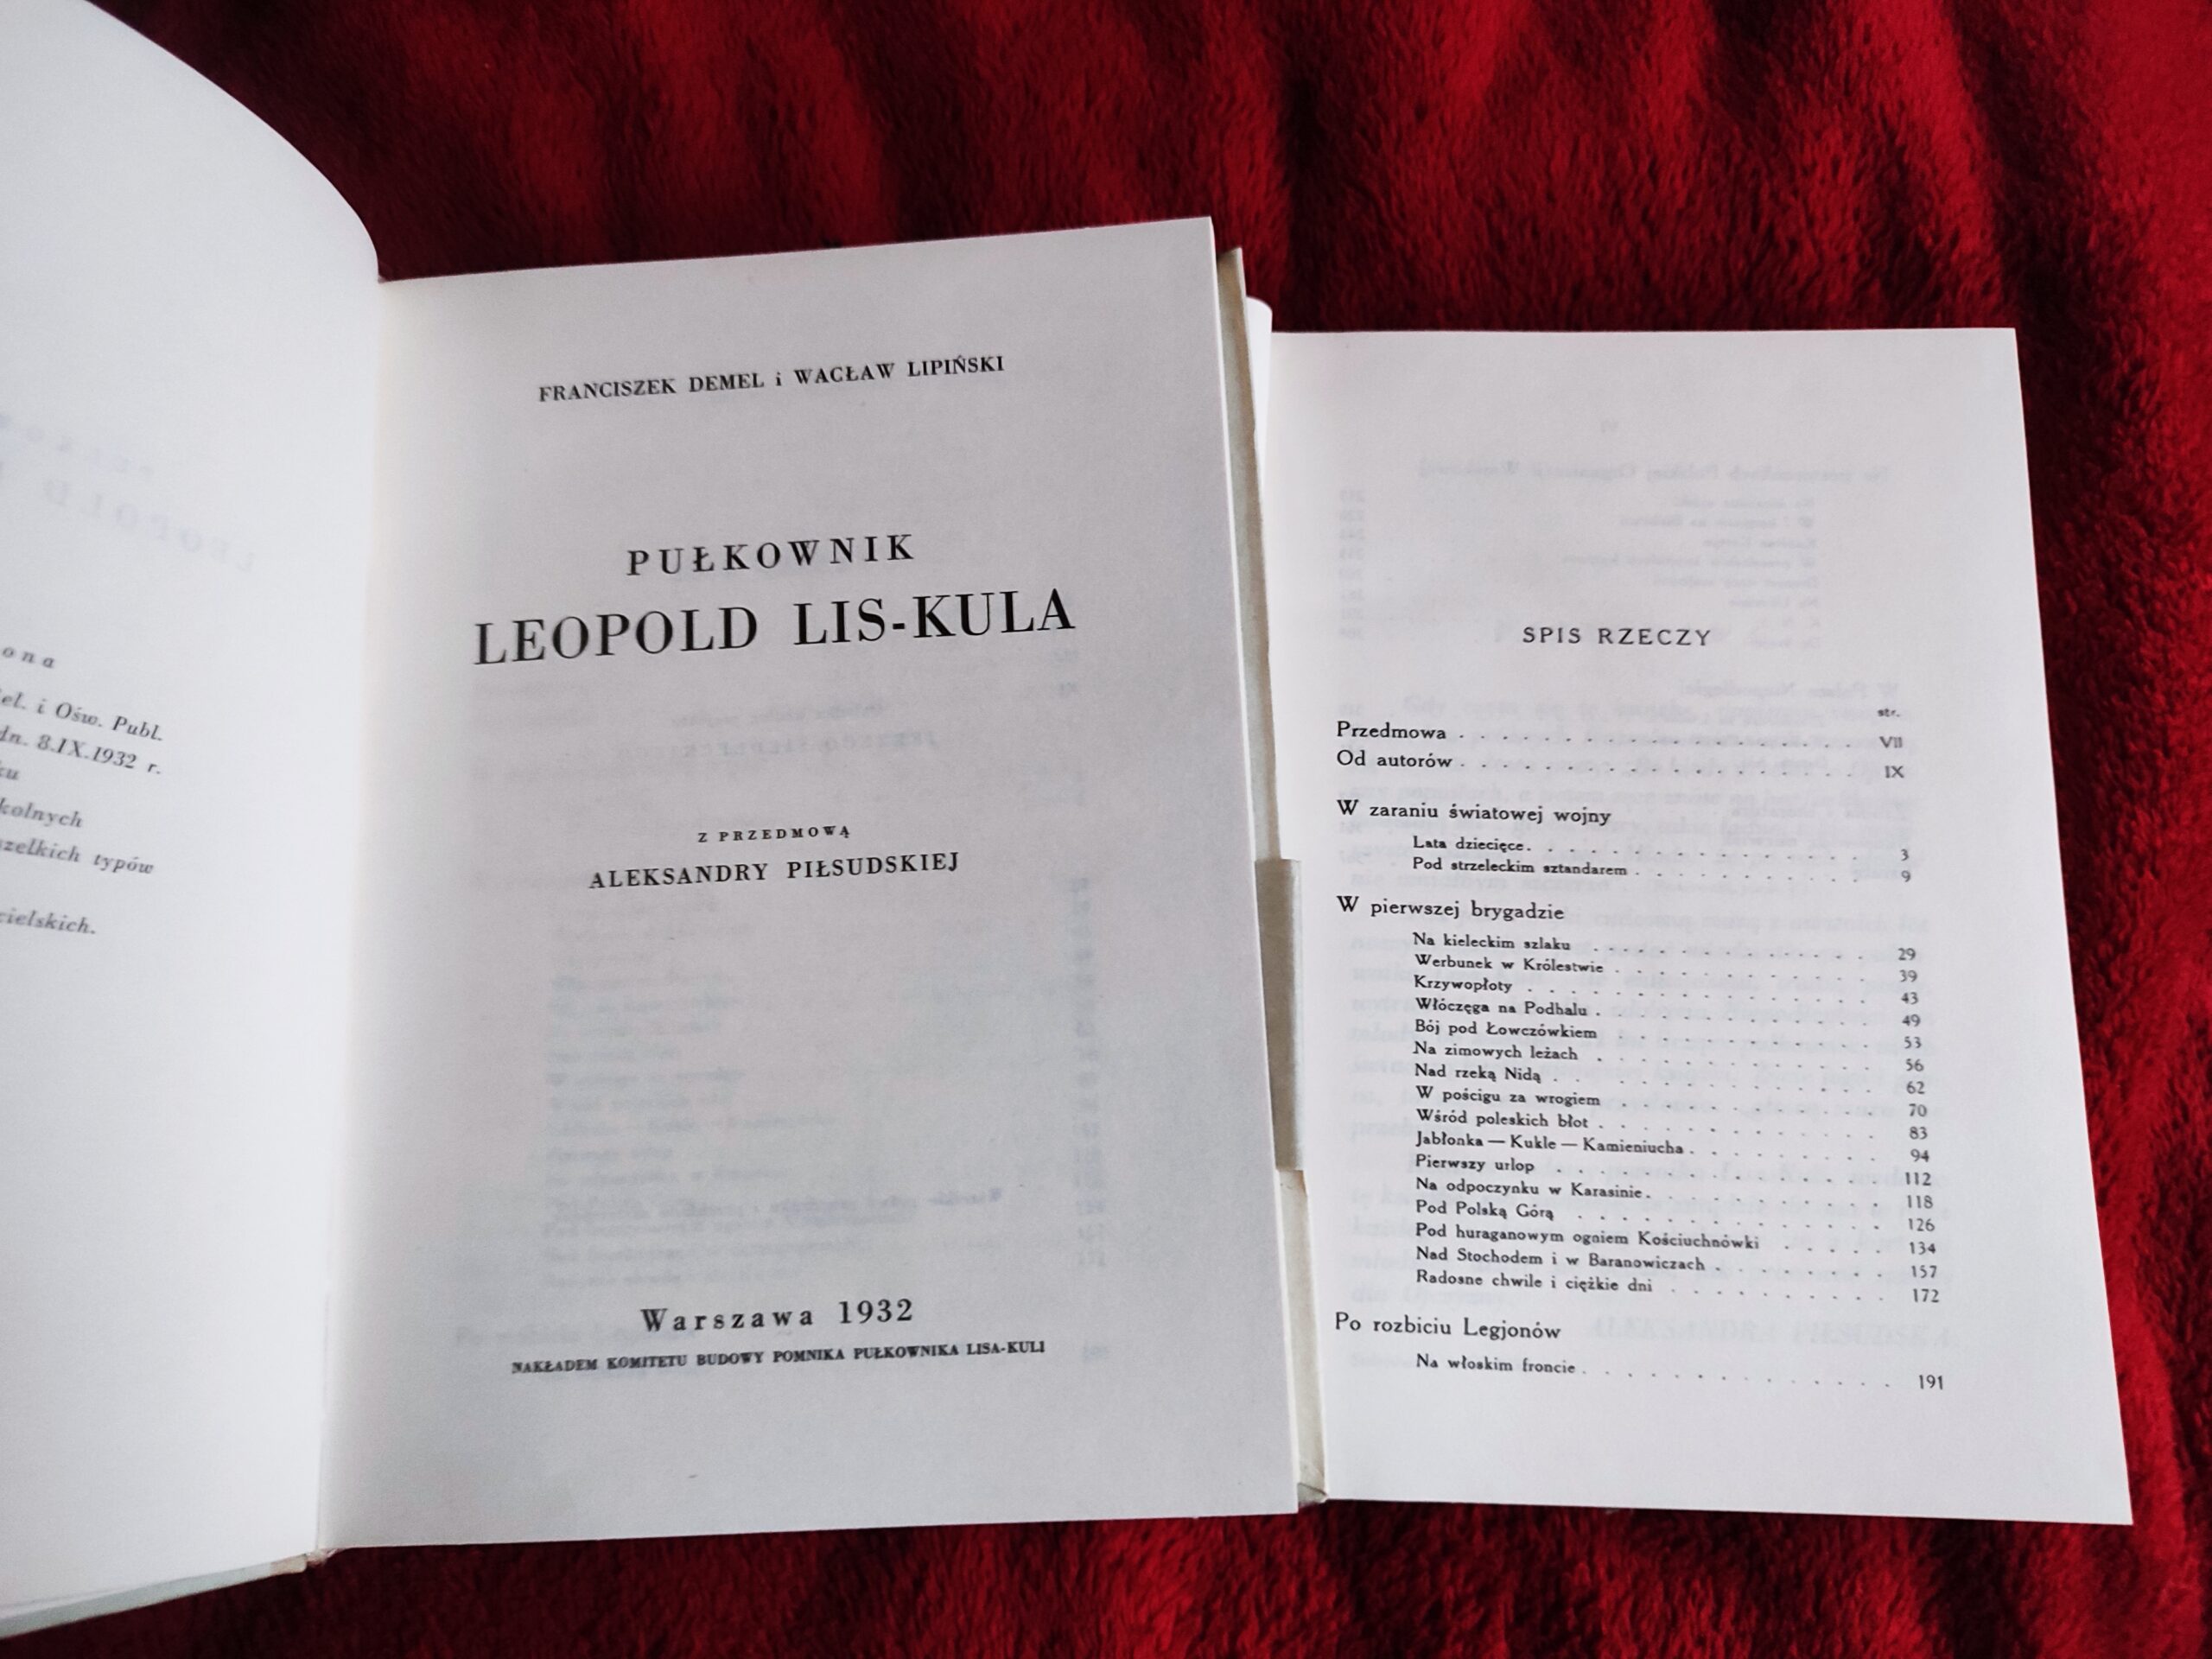 ona
el. i Ośw. Publ.
dn. 8.IX.1932 r.
ku
kolnych
zelkich typów
cielskich.
FRANCISZEK DEMEL i WACŁAW LIPIŃSKI
PUŁKOWNIK
LEOPOLD LIS-KULA
Z PRZEDMOWĄ
ALEKSANDRY PIŁSUDSKIEJ
Warszawa 1932
NAKŁADEM KOMITETU BUDOWY POMNIKA PUŁKOWNIKA LISA-KULI
SPIS RZECZY
str.
Przedmowa . . . . . . . . . . . . . . . . . VII
Od autorów . . . . . . . . . . . . . . . . . IX
W zaraniu światowej wojny
Lata dziecięce . . . . . . . . . . . . . . . 3
Pod strzeleckim sztandarem . . . . . . . . . . 9
W pierwszej brygadzie
Na kieleckim szlaku . . . . . . . . . . . . . 29
Werbunek w Królestwie . . . . . . . . . . . . 39
Krzywopłoty . . . . . . . . . . . . . . . . 43
Włóczęga na Podhalu . . . . . . . . . . . . . 49
Bój pod Łowczówkiem . . . . . . . . . . . . 53
Na zimowych leżach . . . . . . . . . . . . . 56
Nad rzeką Nidą . . . . . . . . . . . . . . . 62
W pościgu za wrogiem . . . . . . . . . . . . 70
Wśród poleskich błot . . . . . . . . . . . . . 83
Jabłonka — Kukle — Kamieniucha . . . . . . . . 94
Pierwszy urlop . . . . . . . . . . . . . . . 112
Na odpoczynku w Karasinie . . . . . . . . . . 118
Pod Polską Górą . . . . . . . . . . . . . . 126
Pod huraganowym ogniem Kościuchnówki . . . . . 134
Nad Stochodem i w Baranowiczach . . . . . . . . 157
Radosne chwile i ciężkie dni . . . . . . . . . . 172
Po rozbiciu Legjonów
Na włoskim froncie . . . . . . . . . . . . . 191